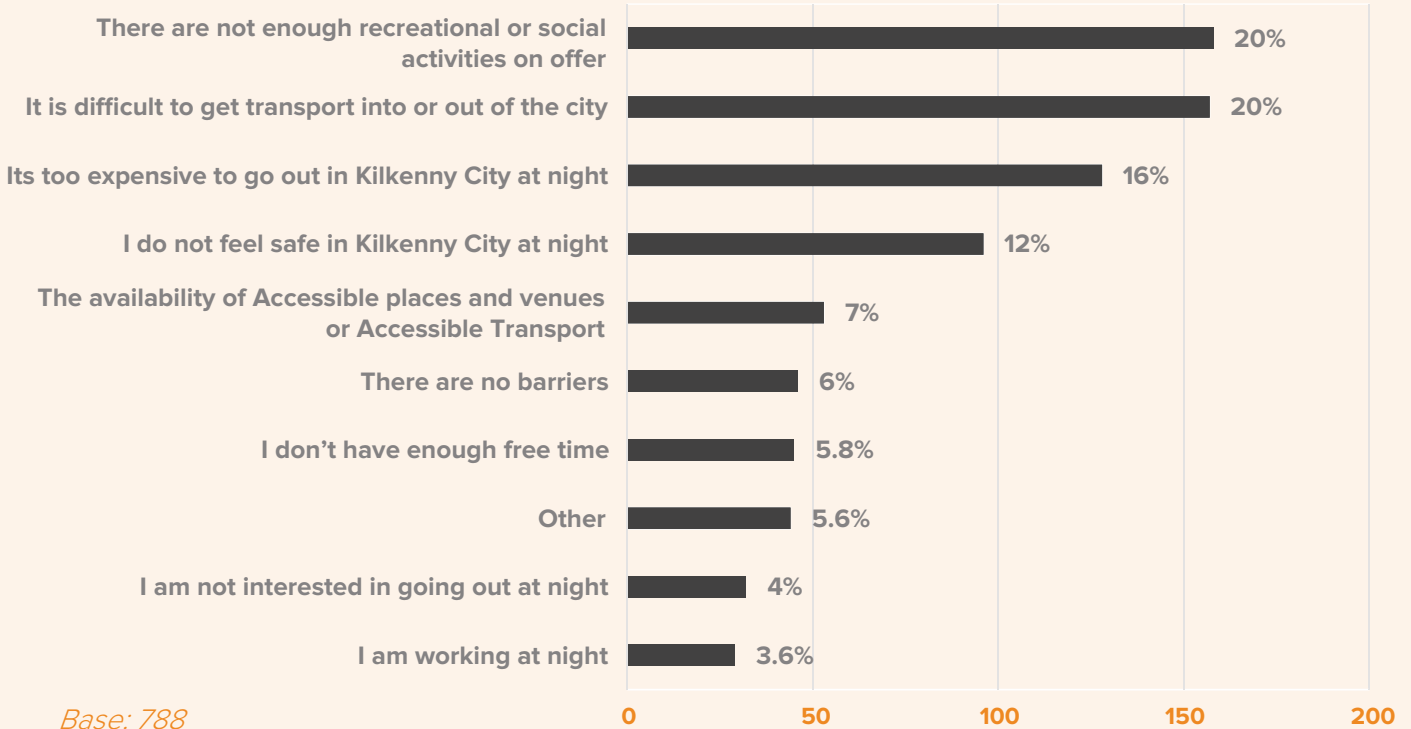 There are not enough recreational or social
activities on offer
20%
It is difficult to get transport into or out of the city
20%
Its too expensive to go out in Kilkenny City at night
16%
I do not feel safe in Kilkenny City at night
12%
The availability of Accessible places and venues
or Accessible Transport
7%
There are no barriers
6%
I don’t have enough free time
5.8%
Other
5.6%
I am not interested in going out at night
4%
I am working at night
3.6%
Base: 788
0 50 100 150 200